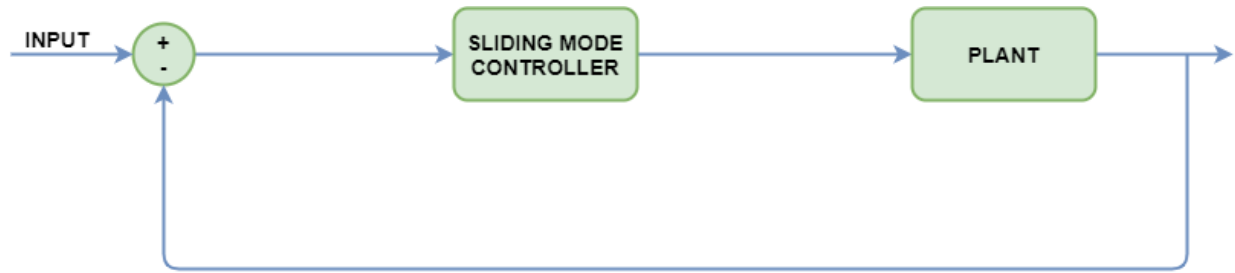 INPUT
+
-
SLIDING MODE
CONTROLLER
PLANT